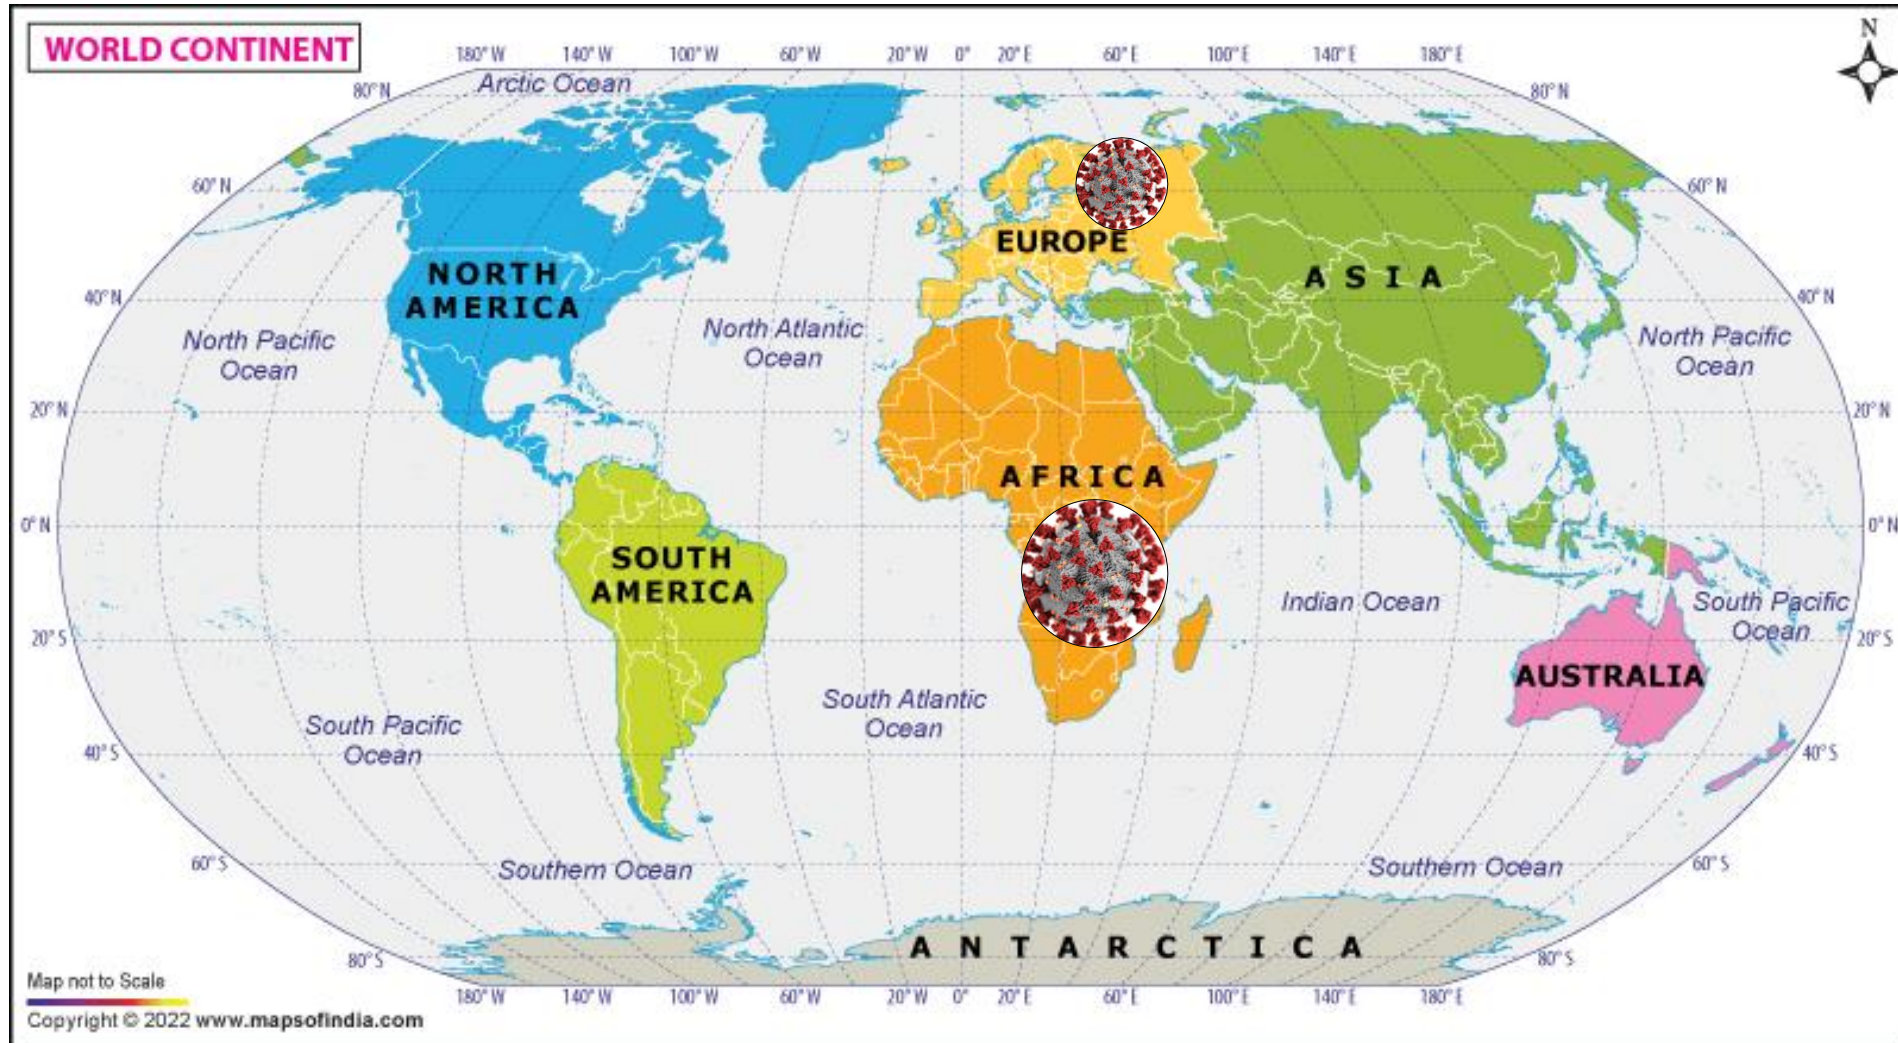 WORLD CONTINENT
N
180° W 140° W 100° W 60° W 20° W 0° 20° E 60° E 100° E 140° E 180° E
Arctic Ocean
80° N 80° N
60° N 60° N
EUROPE
NORTH
AMERICA
ASIA
40° N 40° N
North Pacific
Ocean
North Atlantic
Ocean
North Pacific
Ocean
20° N 20° N
AFRICA
0° N 0° N
SOUTH
AMERICA
Indian Ocean
South Pacific
Ocean
20° S 20° S
AUSTRALIA
South Atlantic
Ocean
South Pacific
Ocean
40° S 40° S
60° S 60° S
Southern Ocean
Southern Ocean
ANTARCTICA
80° S 80° S
180° W 140° W 100° W 60° W 20° W 0° 20° E 60° E 100° E 140° E 180° E
Map not to Scale
Copyright © 2022 www.mapsofindia.com